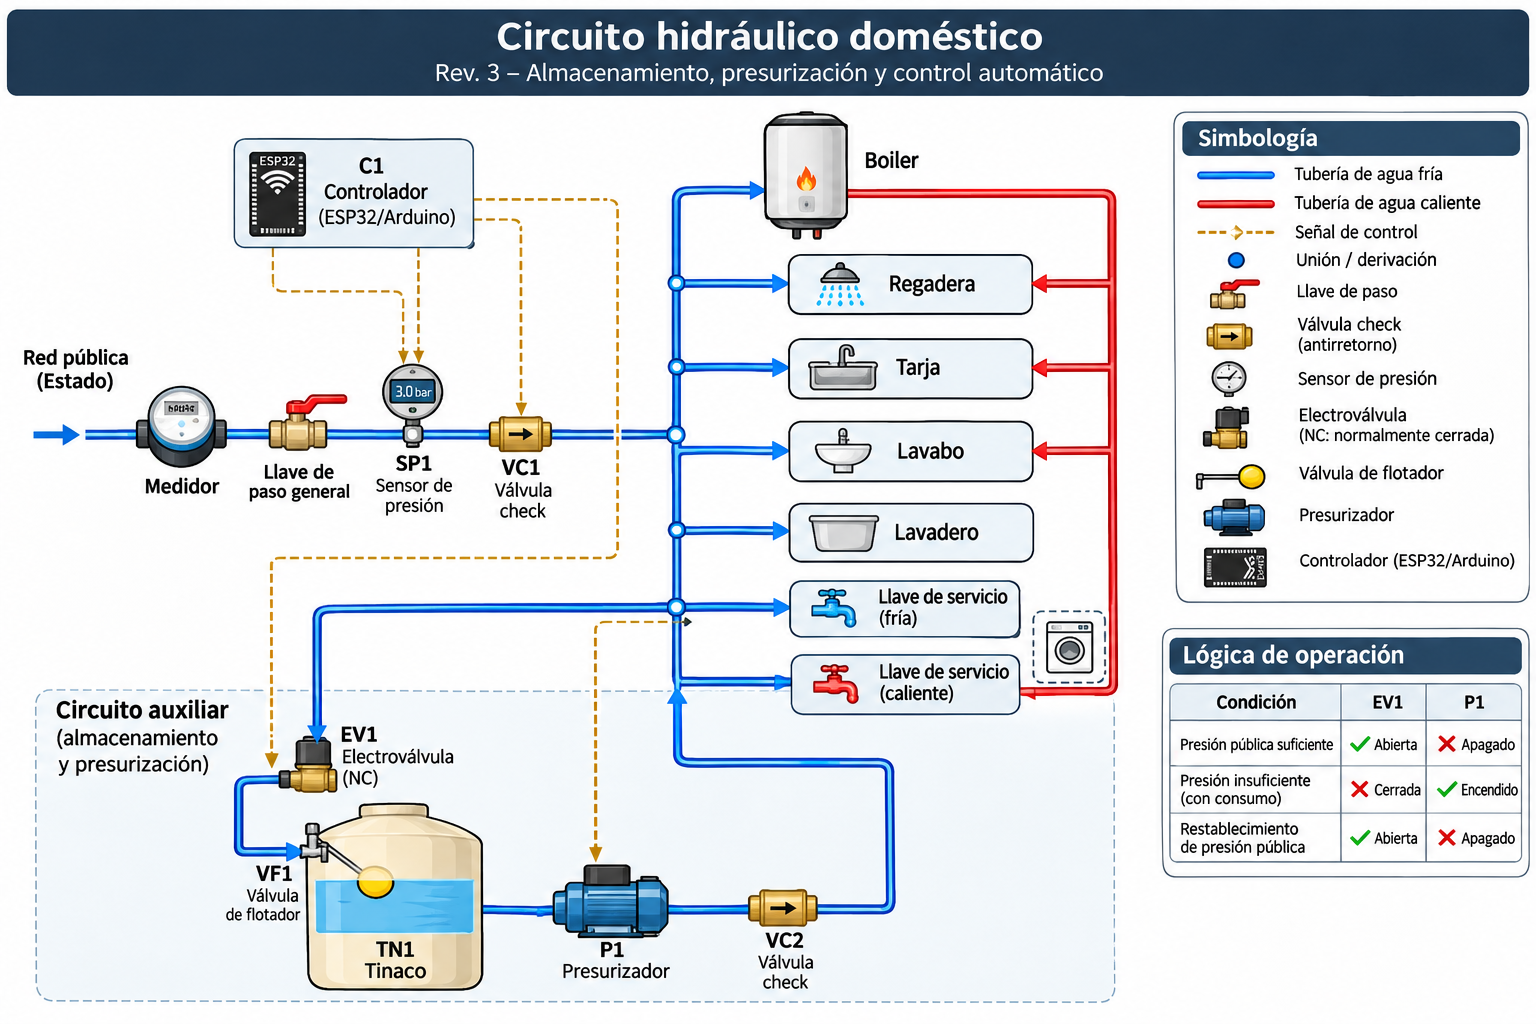 Circuito hidráulico doméstico
Rev. 3 – Almacenamiento, presurización y control automático
ESP32
C1
Controlador
(ESP32/Arduino)
Red pública
(Estado)
Medidor
Llave de
paso general
3.0 bar
SP1
Sensor de
presión
VC1
Válvula
check
Boiler
Regadera
Tarja
Lavabo
Lavadero
Llave de servicio
(fría)
Llave de servicio
(caliente)
Circuito auxiliar
(almacenamiento
y presurización)
EV1
Electroválvula
(NC)
VF1
Válvula
de flotador
TN1
Tinaco
P1
Presurizador
VC2
Válvula
check
Simbología
Tubería de agua fría
Tubería de agua caliente
Señal de control
Unión / derivación
Llave de paso
Válvula check
(antirretorno)
Sensor de presión
Electroválvula
(NC: normalmente cerrada)
Válvula de flotador
Presurizador
Controlador (ESP32/Arduino)
Lógica de operación
Condición EV1 P1
Presión pública suficiente Abierta Apagado
Presión insuficiente
(con consumo) Cerrada Encendido
Restablecimiento
de presión pública Abierta Apagado